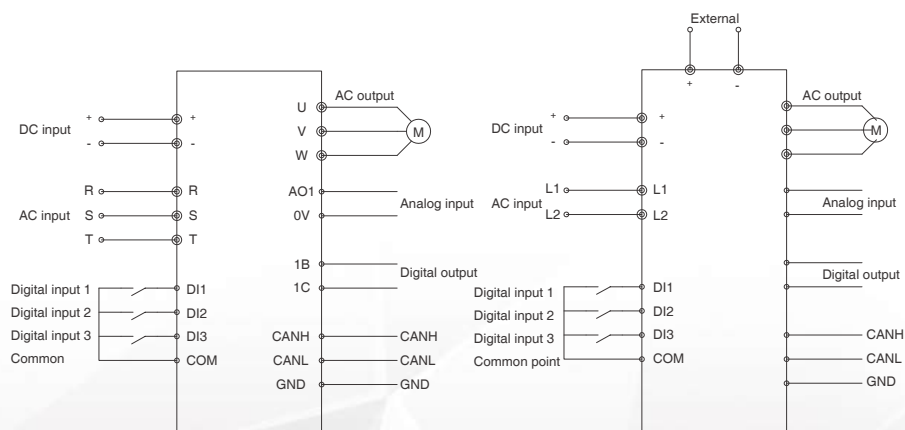 DC input
+ +
- -
R R
AC input S S
T T
Digital input 1 DI1
Digital input 2 DI2
Digital input 3 DI3
Common COM
U AC output
V M
W
AO1
0V Analog input
1B
1C Digital output
CANH CANH
CANL CANL
GND GND
External
+ -
DC input
+ +
- -
L1 L1
AC input
L2 L2
Digital input 1 DI1
Digital input 2 DI2
Digital input 3 DI3
Common point COM
AC output
M
Analog input
Digital output
CANH
CANL
GND